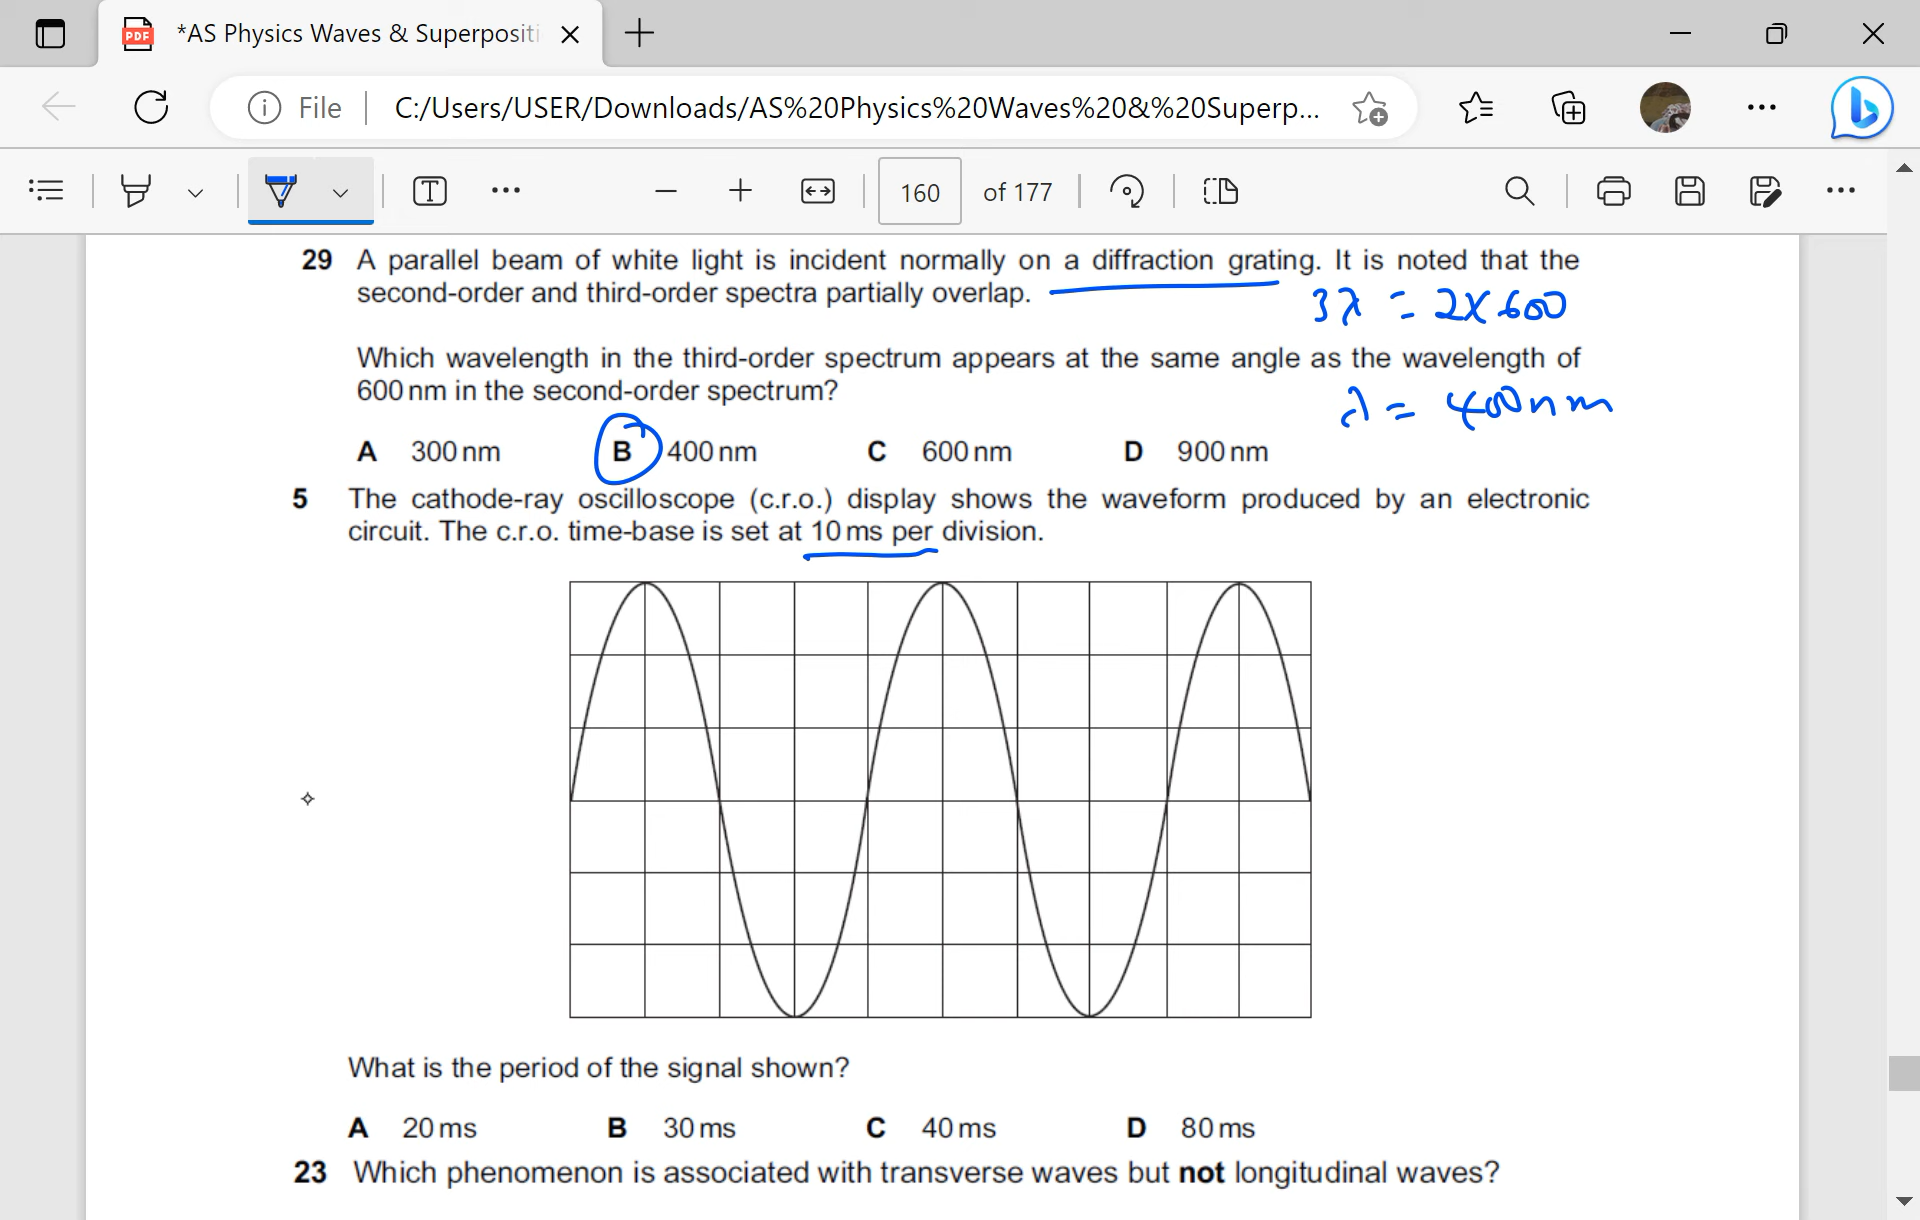 *AS Physics Waves & Superpositi
File
C:/Users/USER/Downloads/AS%20Physics%20Waves%20&%20Superp...
160 of 177
29 A parallel beam of white light is incident normally on a diffraction grating. It is noted that the
second-order and third-order spectra partially overlap.
3λ = 2×600
Which wavelength in the third-order spectrum appears at the same angle as the wavelength of
600 nm in the second-order spectrum?
λ = 400nm
A 300 nm B 400 nm C 600 nm D 900 nm
5 The cathode-ray oscilloscope (c.r.o.) display shows the waveform produced by an electronic
circuit. The c.r.o. time-base is set at 10 ms per division.
What is the period of the signal shown?
A 20 ms B 30 ms C 40 ms D 80 ms
23 Which phenomenon is associated with transverse waves but not longitudinal waves?